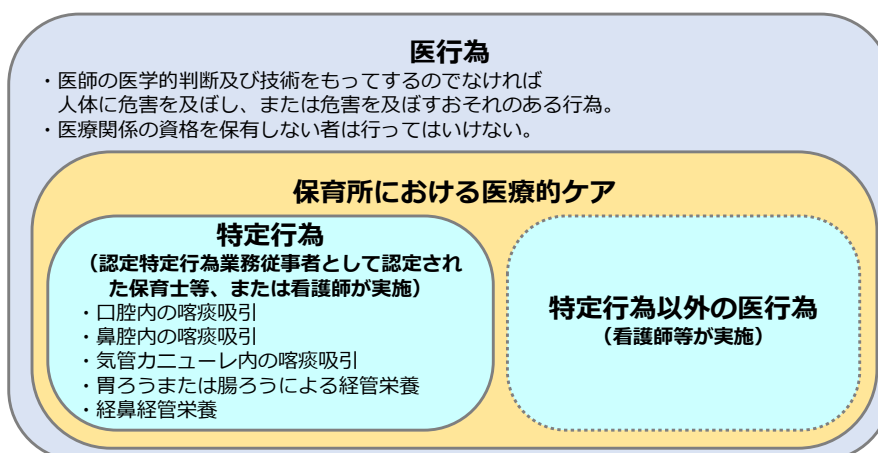 医行為
・医師の医学的判断及び技術をもってするのでなければ
人体に危害を及ぼし、または危害を及ぼすおそれのある行為。
・医療関係の資格を保有しない者は行ってはいけない。
保育所における医療的ケア
特定行為
（認定特定行為業務従事者として認定され
た保育士等、または看護師が実施）
・口腔内の喀痰吸引
・鼻腔内の喀痰吸引
・気管カニューレ内の喀痰吸引
・胃ろうまたは腸ろうによる経管栄養
・経鼻経管栄養
特定行為以外の医行為
（看護師等が実施）